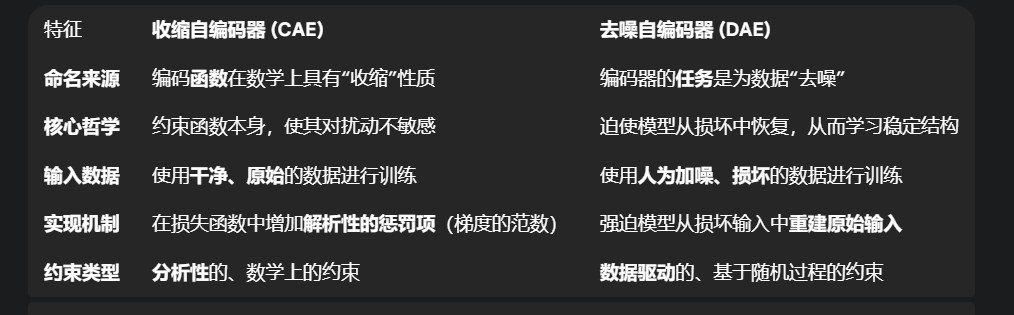 特征 收缩自编码器 (CAE) 去噪自编码器 (DAE)
命名来源 编码函数在数学上具有“收缩”性质 编码器的任务是为数据“去噪”
核心哲学 约束函数本身，使其对扰动不敏感 迫使模型从损坏中恢复，从而学习稳定结构
输入数据 使用干净、原始的数据进行训练 使用人为加噪、损坏的数据进行训练
实现机制 在损失函数中增加解析性的惩罚项（梯度的范数） 强迫模型从损坏输入中重建原始输入
约束类型 分析性的、数学上的约束 数据驱动的、基于随机过程的约束